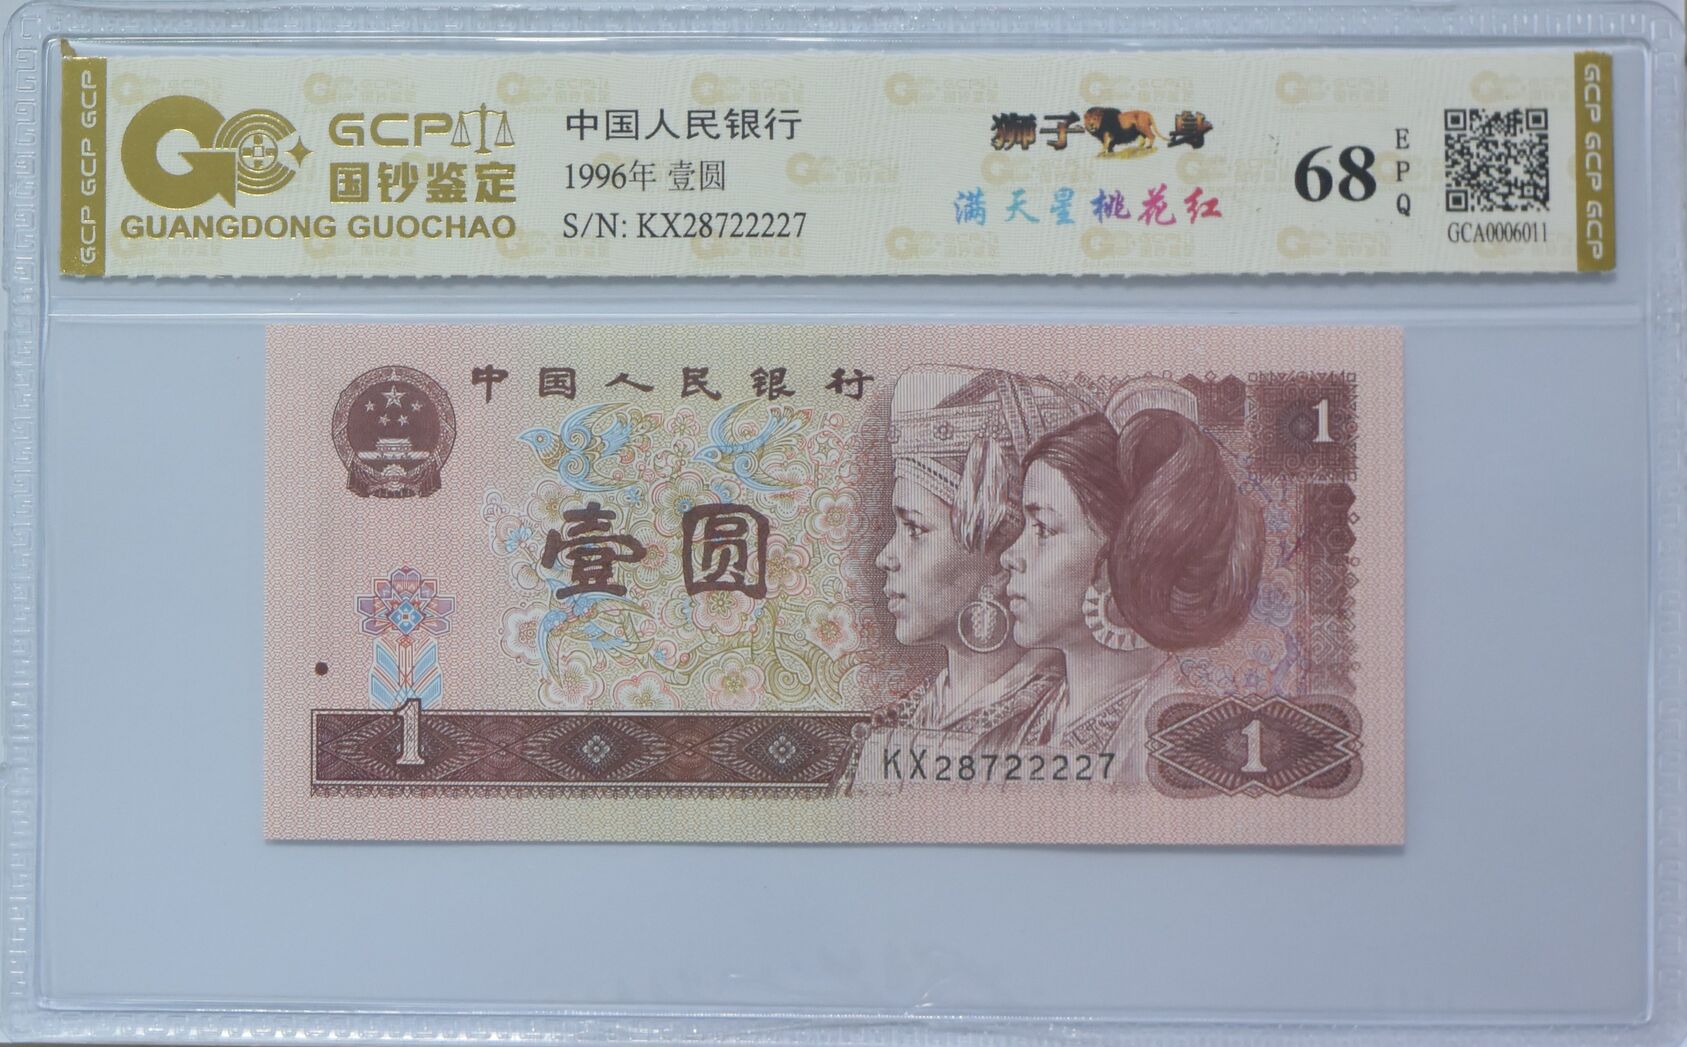 GCP GCP GCP
GCP
国钞鉴定
GUANGDONG GUOCHAO
中国人民银行
1996年 壹圆
S/N: KX28722227
狮子 身
满天星桃花红
68
EPQ
GCA0006011
GCP GCP GCP
中国人民银行
1
壹圆
1
KX28722227
1